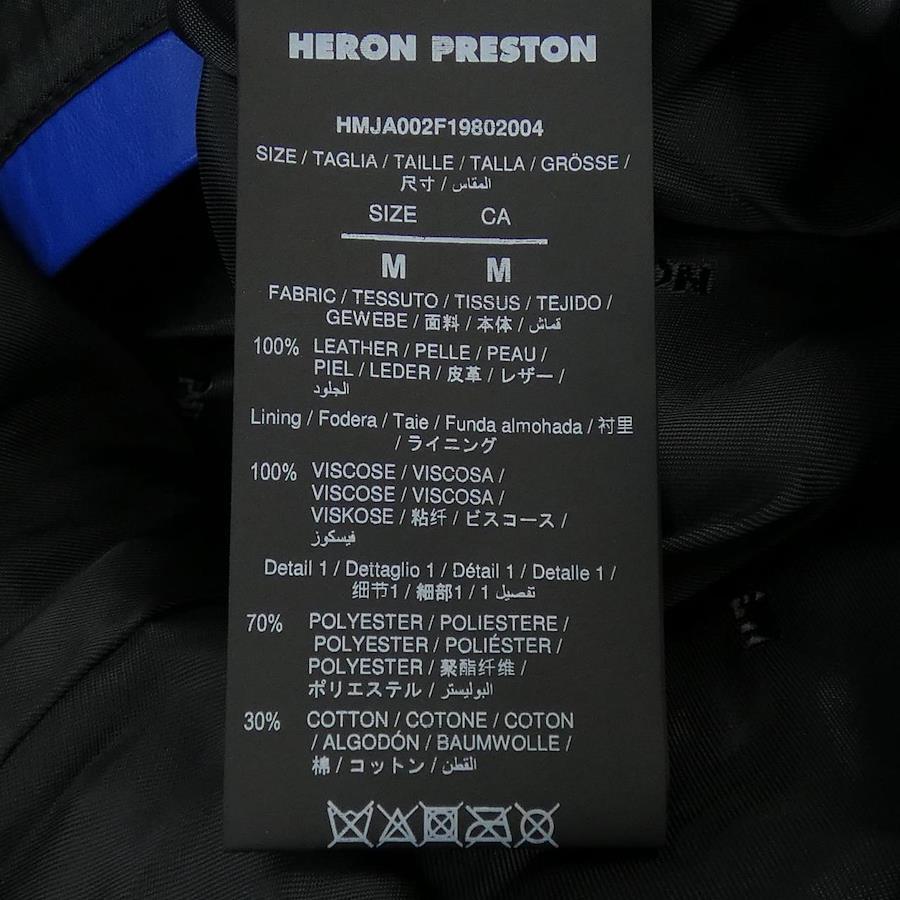 HERON PRESTON
HMJA002F19802004
SIZE / TAGLIA / TAILLE / TALLA / GRÖSSE /
尺寸 / المقاس
SIZE CA
M M
FABRIC / TESSUTO / TISSUS / TEJIDO /
GEWEBE / 面料 / 本体 / قماش
100% LEATHER / PELLE / PEAU /
PIEL / LEDER / 皮革 / レザー /
الجلود
Lining / Fodera / Taie / Funda almohada / 衬里
/ ライニング
100% VISCOSE / VISCOSA /
VISCOSE / VISCOSA /
VISKOSE / 粘纤 / ビスコース /
فيسكوز
Detail 1 / Dettaglio 1 / Détail 1 / Detalle 1 /
细节1 / 細部1 / تفصيل 1
70% POLYESTER / POLIESTERE /
POLYESTER / POLIÉSTER /
POLYESTER / 聚酯纤维 /
ポリエステル / البوليستر
30% COTTON / COTONE / COTON
/ ALGODÓN / BAUMWOLLE /
棉 / コットン / القطن